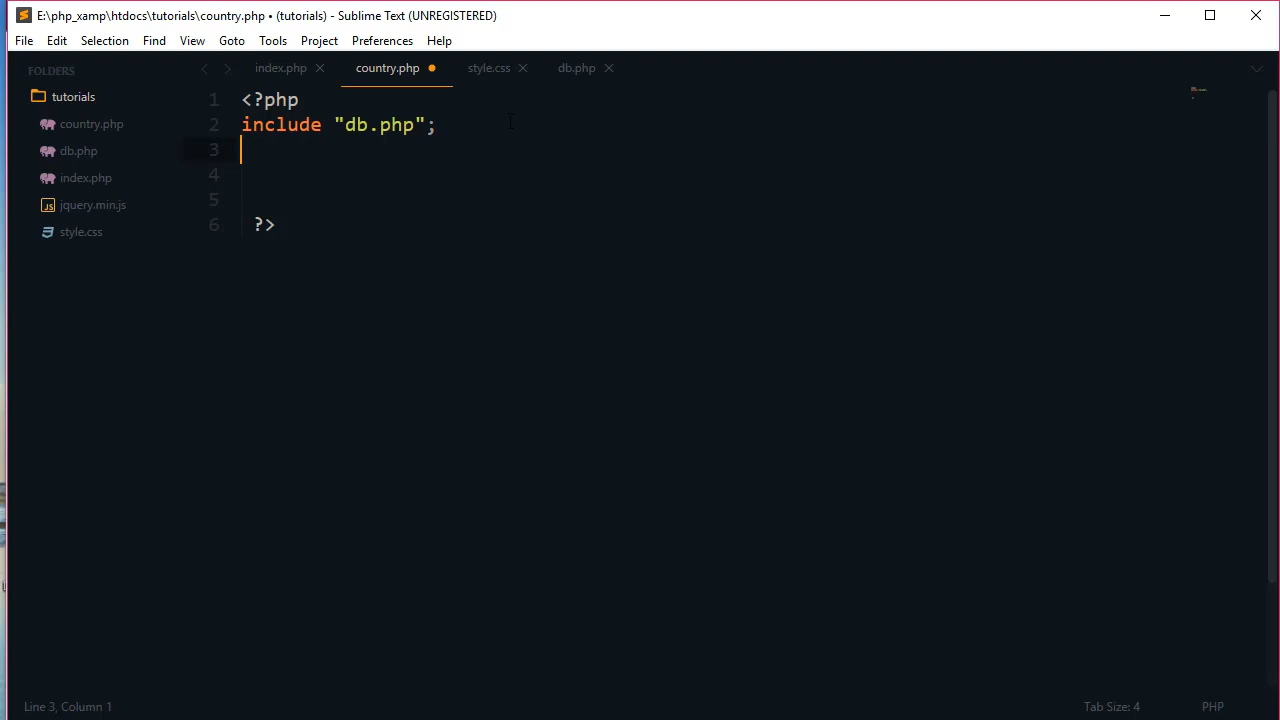 E:\php_xamp\htdocs\tutorials\country.php • (tutorials) - Sublime Text (UNREGISTERED)
File Edit Selection Find View Goto Tools Project Preferences Help
FOLDERS
tutorials
country.php
db.php
index.php
JS jquery.min.js
style.css
index.php country.php style.css db.php
1 <?php
2 include "db.php";
3
4
5
6 ?>
Line 3, Column 1 Tab Size: 4 PHP